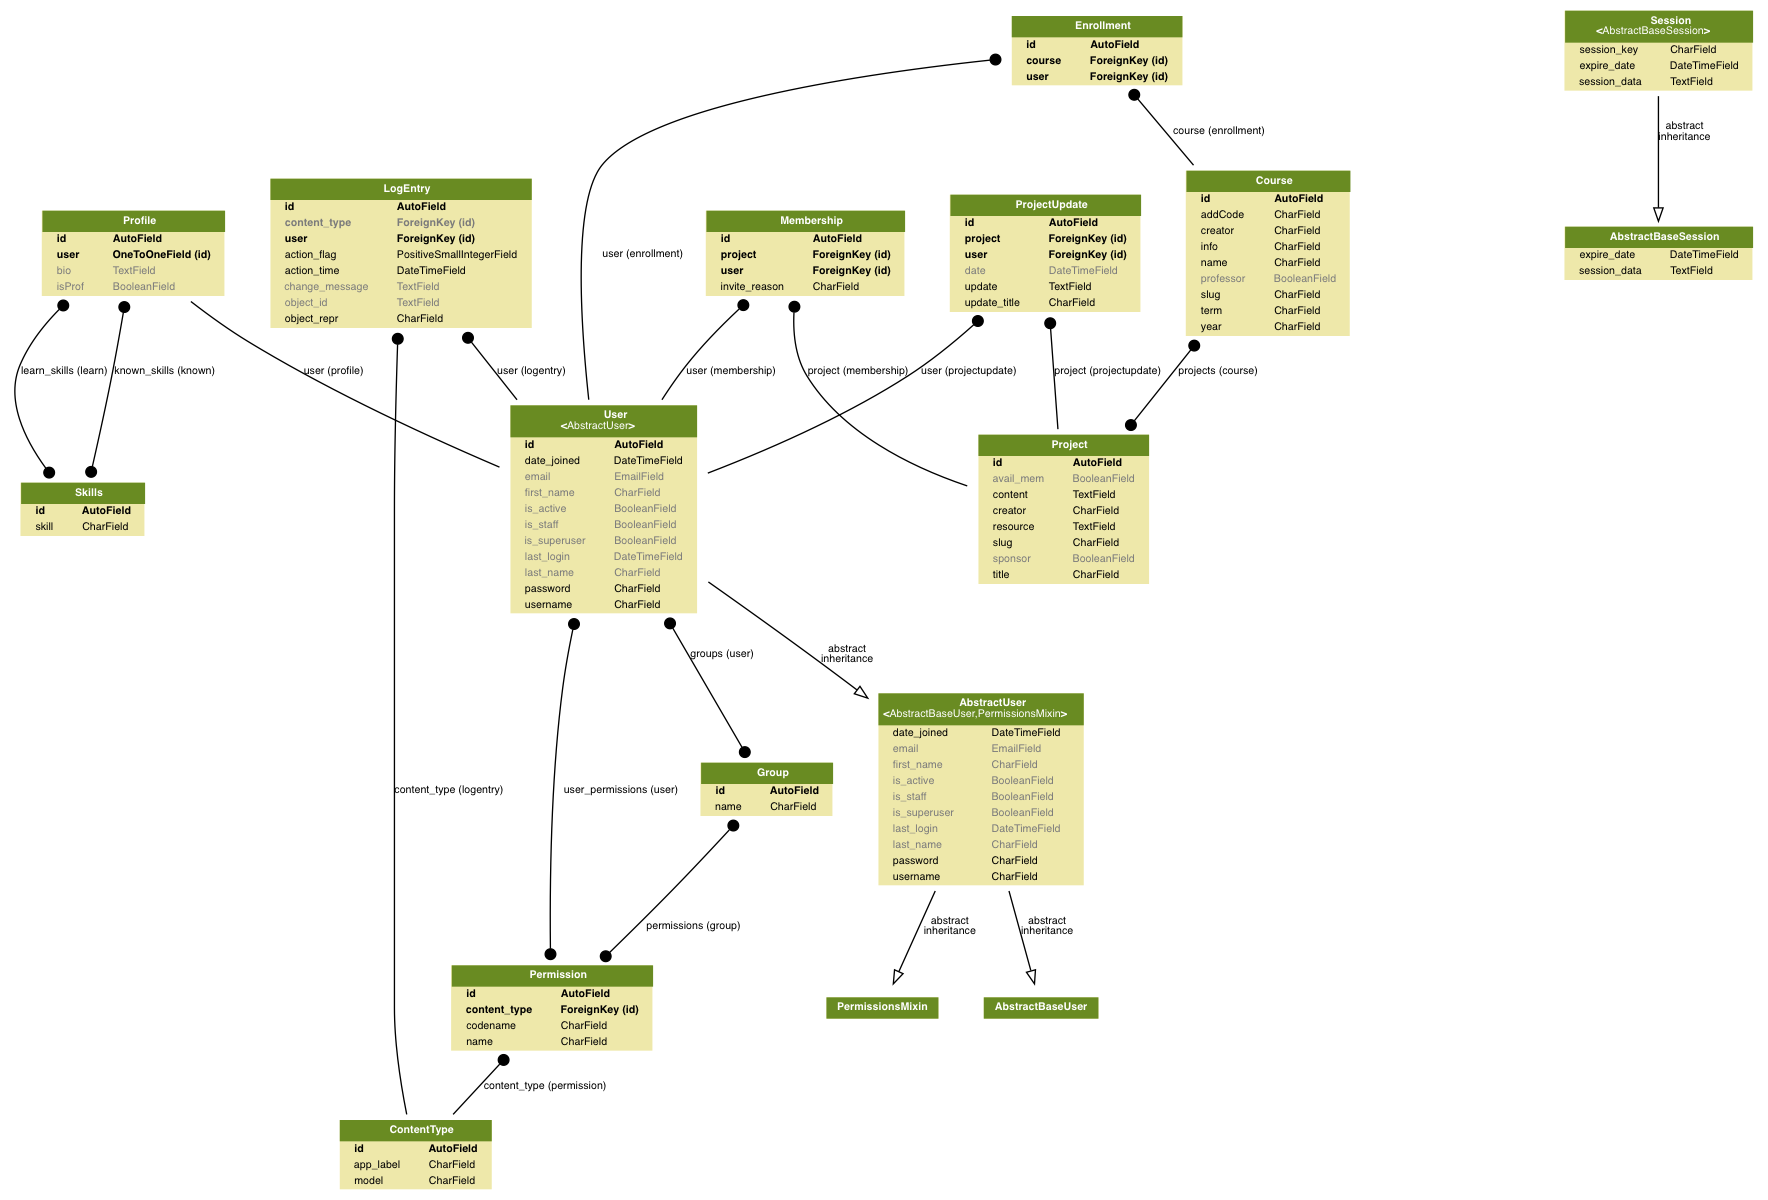 Enrollment
id AutoField
course ForeignKey (id)
user ForeignKey (id)
Session
<AbstractBaseSession>
session_key CharField
expire_date DateTimeField
session_data TextField
course (enrollment)
abstract
inheritance
LogEntry
id AutoField
content_type ForeignKey (id)
user ForeignKey (id)
action_flag PositiveSmallIntegerField
action_time DateTimeField
change_message TextField
object_id TextField
object_repr CharField
Course
id AutoField
addCode CharField
creator CharField
info CharField
name CharField
professor BooleanField
slug CharField
term CharField
year CharField
Profile
id AutoField
user OneToOneField (id)
bio TextField
isProf BooleanField
Membership
id AutoField
project ForeignKey (id)
user ForeignKey (id)
invite_reason CharField
ProjectUpdate
id AutoField
project ForeignKey (id)
user ForeignKey (id)
date DateTimeField
update TextField
update_title CharField
AbstractBaseSession
expire_date DateTimeField
session_data TextField
user (enrollment)
learn_skills (learn)
known_skills (known)
user (profile)
user (logentry)
user (membership)
project (membership)
user (projectupdate)
project (projectupdate)
projects (course)
User
<AbstractUser>
id AutoField
date_joined DateTimeField
email EmailField
first_name CharField
is_active BooleanField
is_staff BooleanField
is_superuser BooleanField
last_login DateTimeField
last_name CharField
password CharField
username CharField
Project
id AutoField
avail_mem BooleanField
content TextField
creator CharField
resource TextField
slug CharField
sponsor BooleanField
title CharField
Skills
id AutoField
skill CharField
groups (user)
abstract
inheritance
AbstractUser
<AbstractBaseUser,PermissionsMixin>
date_joined DateTimeField
email EmailField
first_name CharField
is_active BooleanField
is_staff BooleanField
is_superuser BooleanField
last_login DateTimeField
last_name CharField
password CharField
username CharField
Group
id AutoField
name CharField
content_type (logentry)
user_permissions (user)
permissions (group)
abstract
inheritance
abstract
inheritance
Permission
id AutoField
content_type ForeignKey (id)
codename CharField
name CharField
PermissionsMixin
AbstractBaseUser
content_type (permission)
ContentType
id AutoField
app_label CharField
model CharField